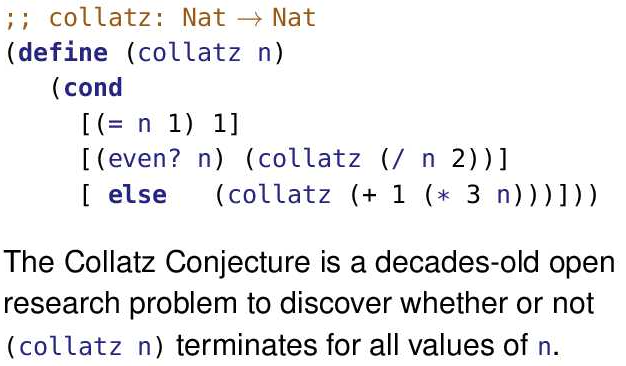 ;; collatz: Nat → Nat
(define (collatz n)
(cond
[(= n 1) 1]
[(even? n) (collatz (/ n 2))]
[ else (collatz (+ 1 (* 3 n)))]))
The Collatz Conjecture is a decades-old open
research problem to discover whether or not
(collatz n) terminates for all values of n.